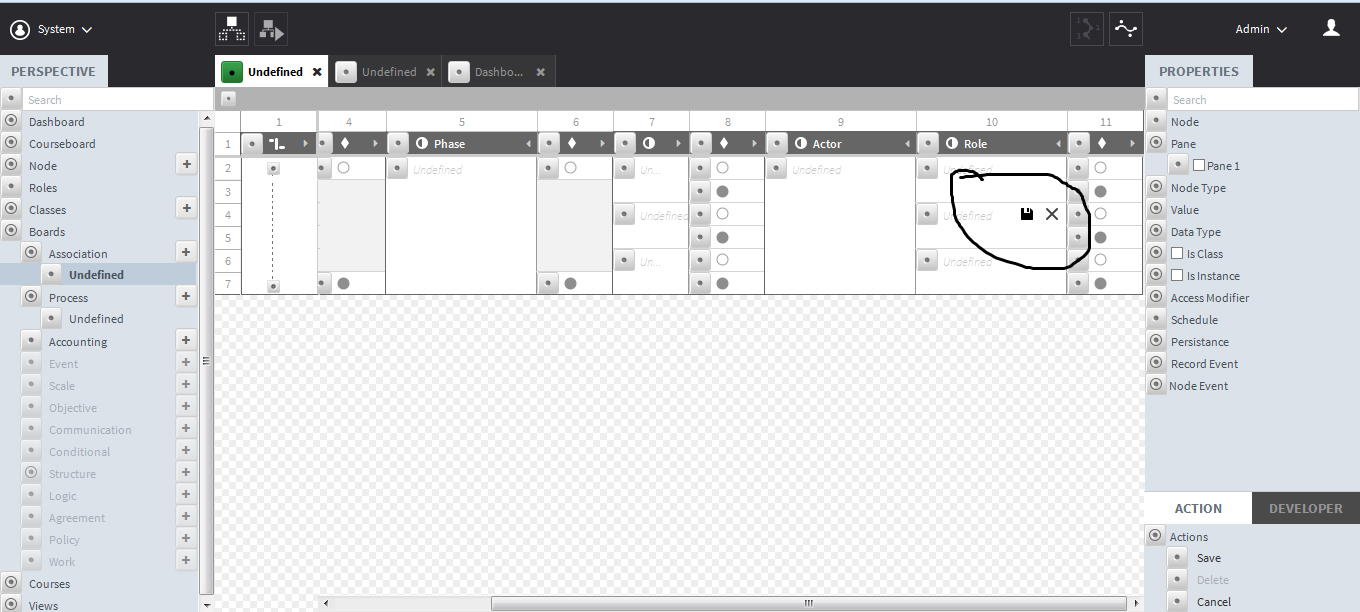 System
Admin
PERSPECTIVE
Undefined
Undefined
Dashbo...
PROPERTIES
Search
Dashboard
Courseboard
Node
Roles
Classes
Boards
Association
Undefined
Process
Undefined
Accounting
Event
Scale
Objective
Communication
Conditional
Structure
Logic
Agreement
Policy
Work
Courses
Views
1 4 5 6 7 8 9 10 11
1 Phase Actor Role
2 Undefined Un... Undefined Undefined
3
4 Undefined Undefined
5
6 Un... Undefined
7
Search
Node
Pane
Pane 1
Node Type
Value
Data Type
Is Class
Is Instance
Access Modifier
Schedule
Persistance
Record Event
Node Event
ACTION DEVELOPER
Actions
Save
Delete
Cancel